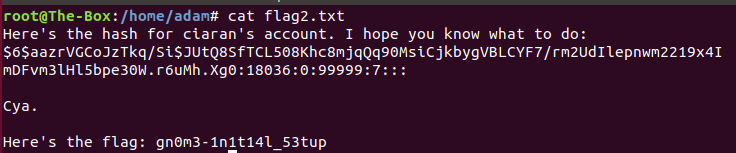 root@The-Box:/home/adam# cat flag2.txt
Here's the hash for ciaran's account. I hope you know what to do:
$6$aazrVGCoJzTkq/Si$JUtQ8SfTCL508Khc8mjqQq90MsiCjkbygVBLCYF7/rm2UdIlepnwm2219x4I
mDFvm3lHl5bpe30W.r6uMh.Xg0:18036:0:99999:7:::
Cya.
Here's the flag: gn0m3-1n1t14l_53tup